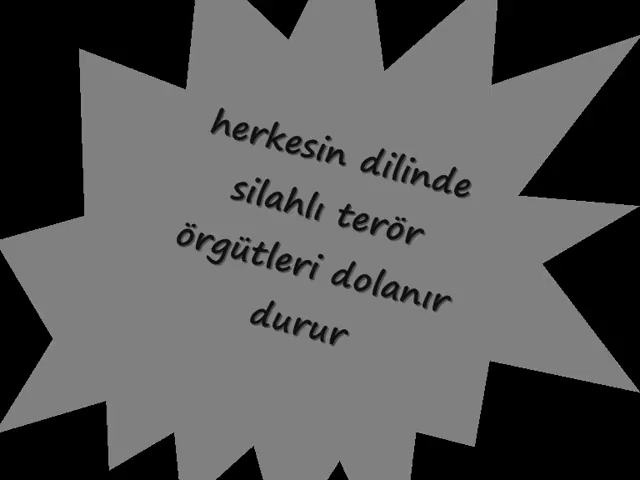 herkesin dilinde
silahlı terör
örgütleri dolanır
durur